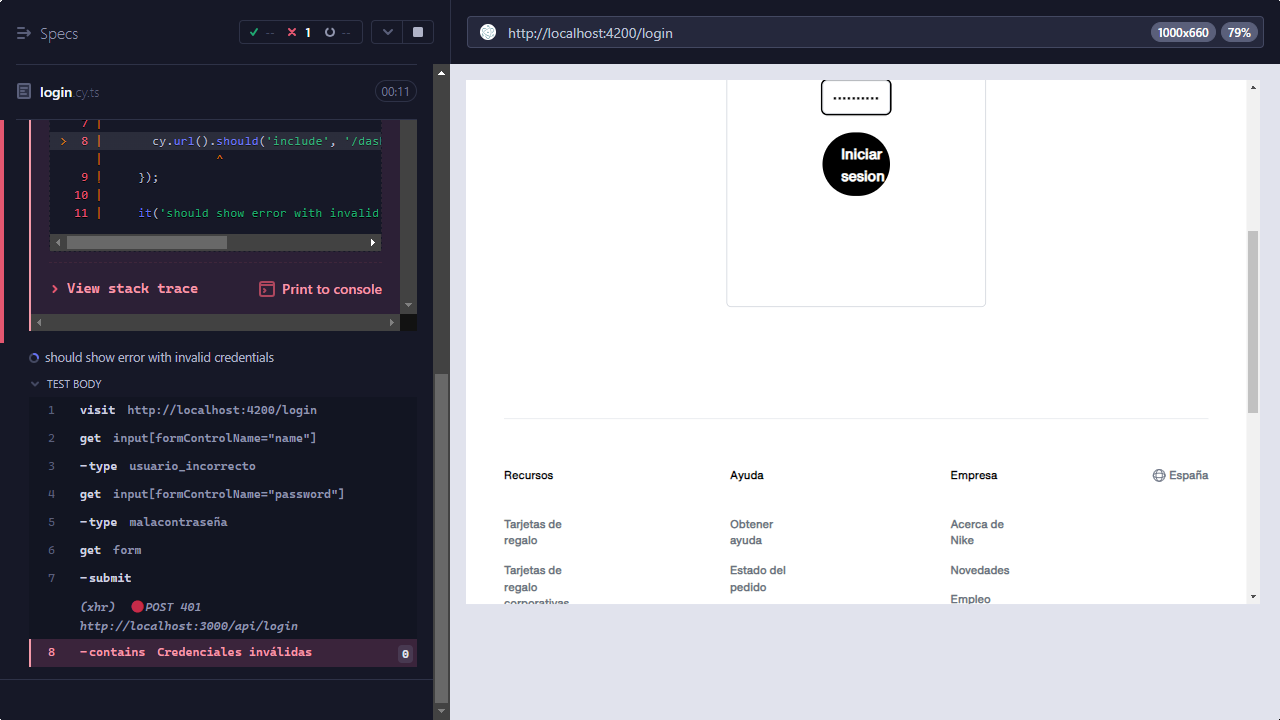 Specs
-- 1 --
login.cy.ts
00:11
7
> 8 | cy.url().should('include', '/das
| ^
9 | });
10 |
11 | it('should show error with invalid
View stack trace
Print to console
should show error with invalid credentials
TEST BODY
1 visit http://localhost:4200/login
2 get input[formControlName="name"]
3 -type usuario_incorrecto
4 get input[formControlName="password"]
5 -type malacontraseña
6 get form
7 -submit
(xhr) POST 401
http://localhost:3000/api/login
8 -contains Credenciales inválidas 0
http://localhost:4200/login
1000x660 79%
Iniciar
sesion
Recursos
Tarjetas de
regalo
Tarjetas de
regalo
corporativas
Ayuda
Obtener
ayuda
Estado del
pedido
Empresa
Acerca de
Nike
Novedades
Empleo
España